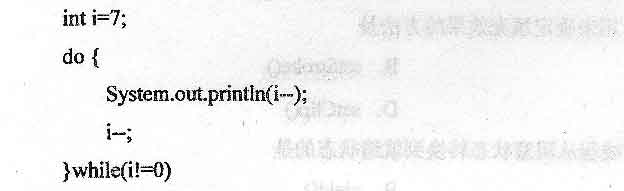 int i=7;
do {
System.out.println(i--);
i--;
}while(i!=0)